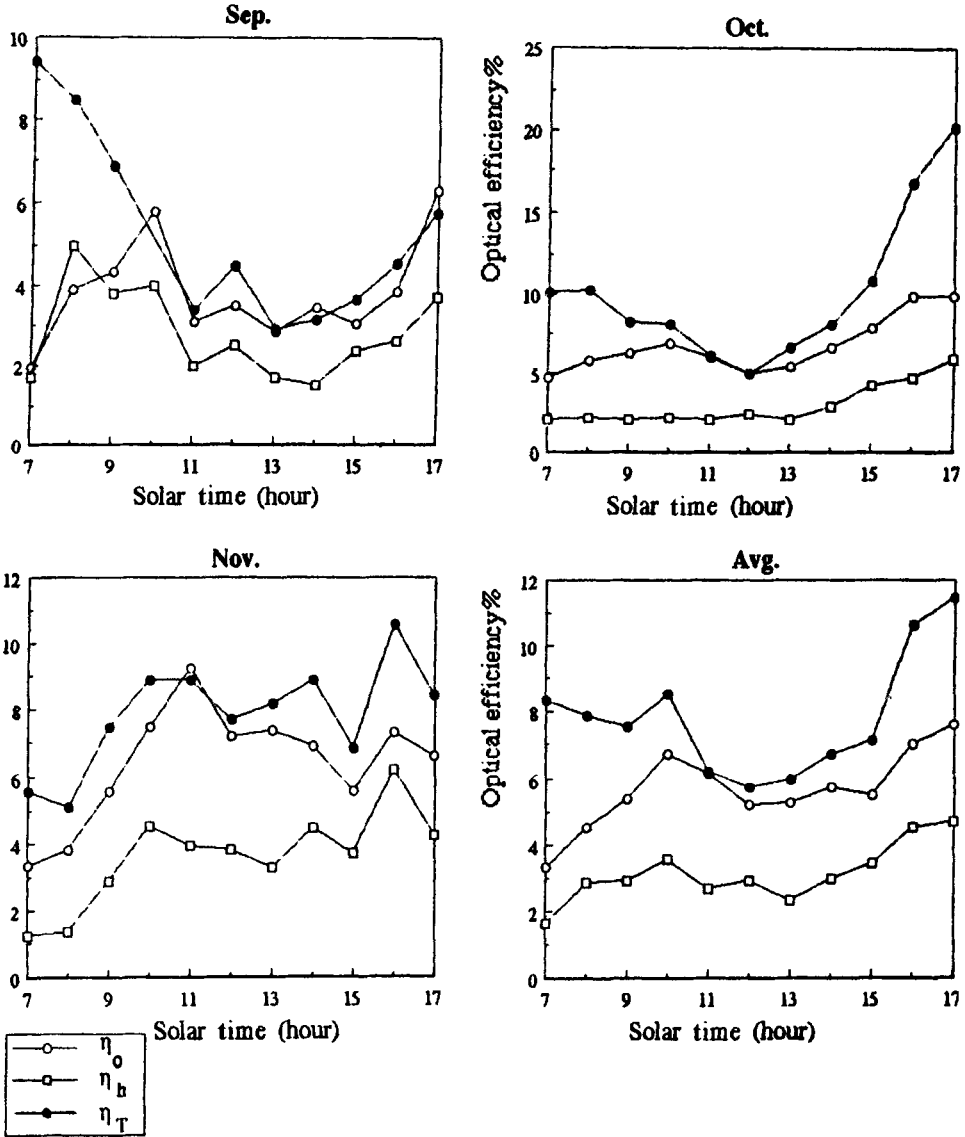 Sep.
10
8
6
4
2
0
7 9 11 13 15 17
Solar time (hour)
Oct.
Optical efficiency%
25
20
15
10
5
0
7 9 11 13 15 17
Solar time (hour)
Nov.
12
10
8
6
4
2
0
7 9 11 13 15 17
Solar time (hour)
Avg.
Optical efficiency%
12
10
8
6
4
2
0
7 9 11 13 15 17
Solar time (hour)
η o
η h
η T